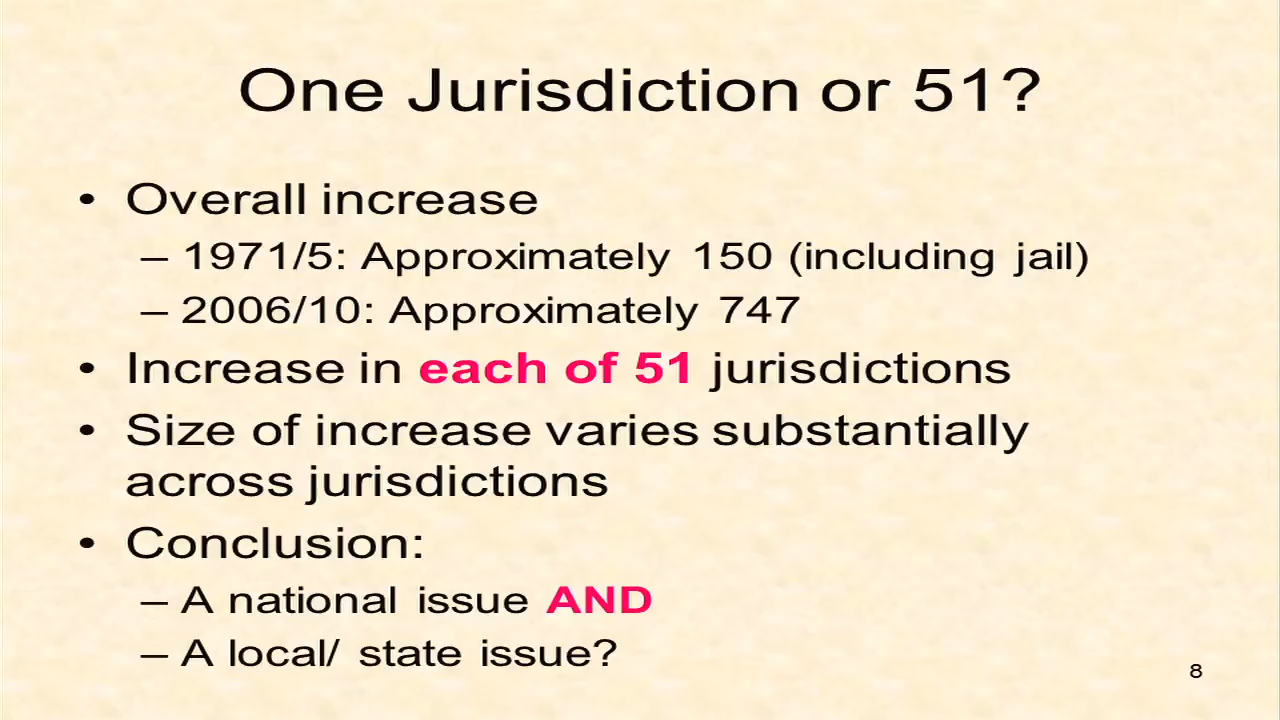 One Jurisdiction or 51?
• Overall increase
– 1971/5: Approximately 150 (including jail)
– 2006/10: Approximately 747
• Increase in each of 51 jurisdictions
• Size of increase varies substantially
across jurisdictions
• Conclusion:
– A national issue AND
– A local/ state issue?
8